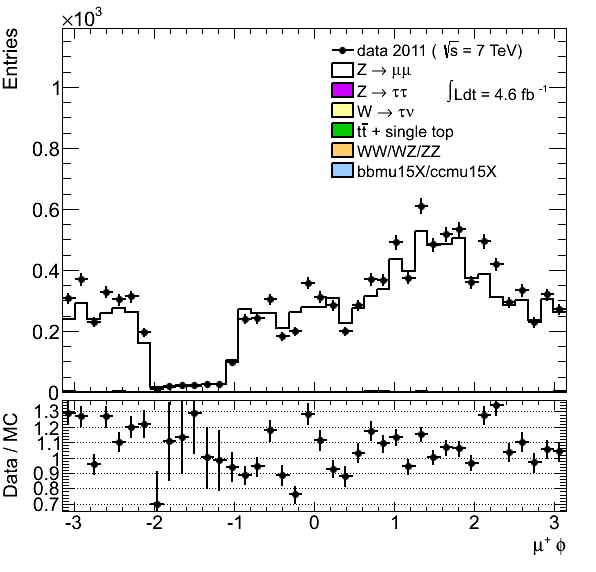 ×10³
Entries
1
0.8
0.6
0.4
0.2
0
data 2011 ( √s = 7 TeV)
Z → μμ
Z → ττ
W → τν
tt̄ + single top
WW/WZ/ZZ
bbmu15X/ccmu15X
∫Ldt = 4.6 fb⁻¹
Data / MC
1.3
1.2
1.1
1
0.9
0.8
0.7
-3 -2 -1 0 1 2 3
μ⁺ ϕ